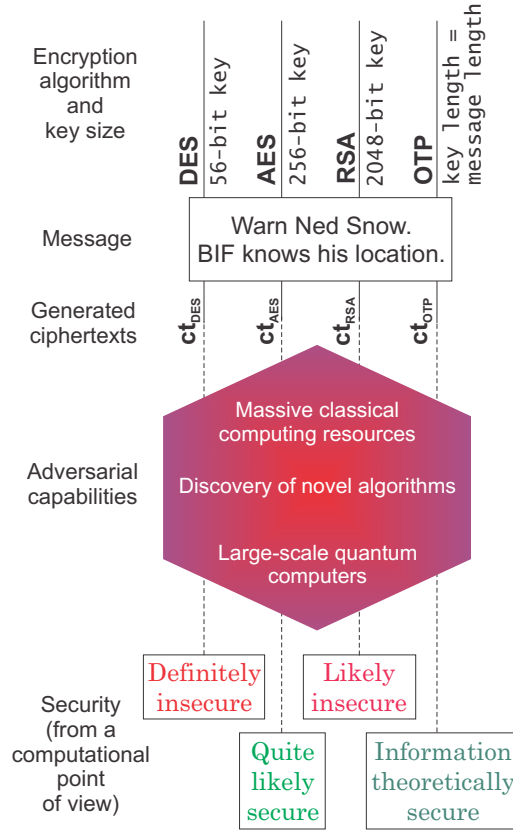 Encryption
algorithm
and
key size
DES
56-bit key
AES
256-bit key
RSA
2048-bit key
OTP
key length =
message length
Message
Warn Ned Snow.
BIF knows his location.
Generated
ciphertexts
ctDES
ctAES
ctRSA
ctOTP
Adversarial
capabilities
Massive classical
computing resources
Discovery of novel algorithms
Large-scale quantum
computers
Security
(from a
computational
point
of view)
Definitely
insecure
Likely
insecure
Quite
likely
secure
Information
theoretically
secure